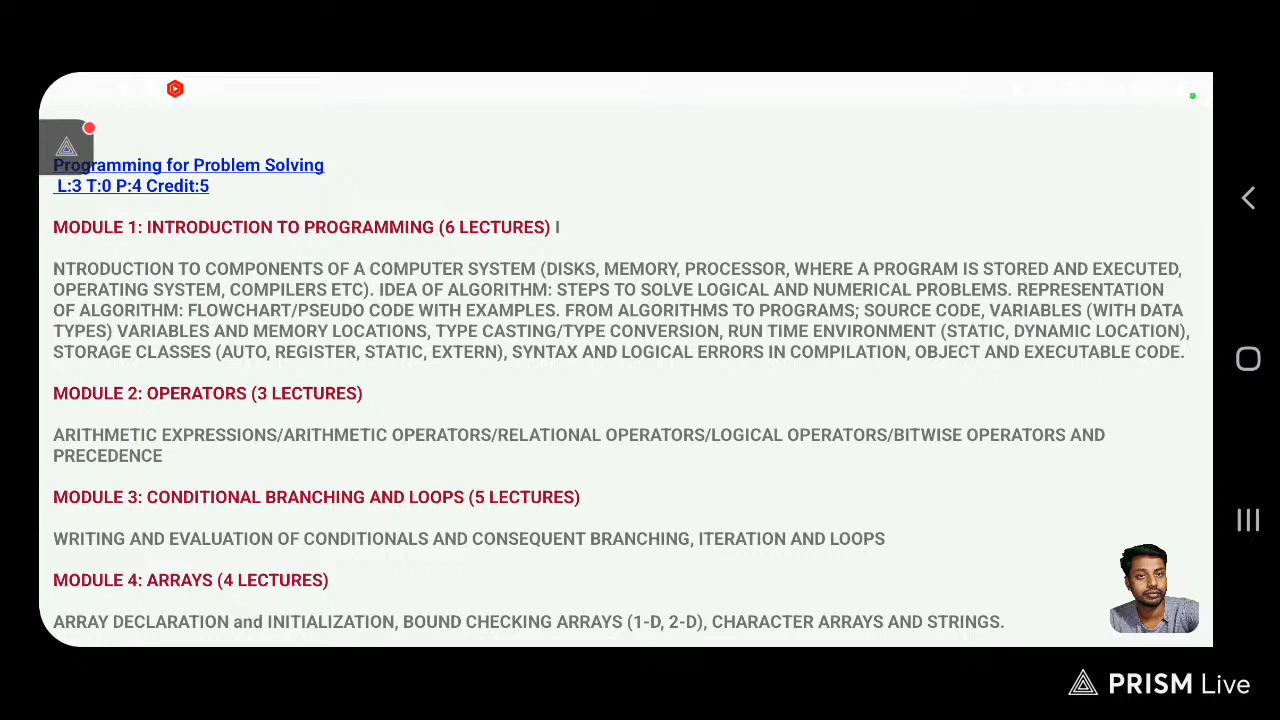 Programming for Problem Solving
L:3 T:0 P:4 Credit:5
MODULE 1: INTRODUCTION TO PROGRAMMING (6 LECTURES) I
NTRODUCTION TO COMPONENTS OF A COMPUTER SYSTEM (DISKS, MEMORY, PROCESSOR, WHERE A PROGRAM IS STORED AND EXECUTED,
OPERATING SYSTEM, COMPILERS ETC). IDEA OF ALGORITHM: STEPS TO SOLVE LOGICAL AND NUMERICAL PROBLEMS. REPRESENTATION
OF ALGORITHM: FLOWCHART/PSEUDO CODE WITH EXAMPLES. FROM ALGORITHMS TO PROGRAMS; SOURCE CODE, VARIABLES (WITH DATA
TYPES) VARIABLES AND MEMORY LOCATIONS, TYPE CASTING/TYPE CONVERSION, RUN TIME ENVIRONMENT (STATIC, DYNAMIC LOCATION),
STORAGE CLASSES (AUTO, REGISTER, STATIC, EXTERN), SYNTAX AND LOGICAL ERRORS IN COMPILATION, OBJECT AND EXECUTABLE CODE.
MODULE 2: OPERATORS (3 LECTURES)
ARITHMETIC EXPRESSIONS/ARITHMETIC OPERATORS/RELATIONAL OPERATORS/LOGICAL OPERATORS/BITWISE OPERATORS AND
PRECEDENCE
MODULE 3: CONDITIONAL BRANCHING AND LOOPS (5 LECTURES)
WRITING AND EVALUATION OF CONDITIONALS AND CONSEQUENT BRANCHING, ITERATION AND LOOPS
MODULE 4: ARRAYS (4 LECTURES)
ARRAY DECLARATION and INITIALIZATION, BOUND CHECKING ARRAYS (1-D, 2-D), CHARACTER ARRAYS AND STRINGS.
PRISM Live